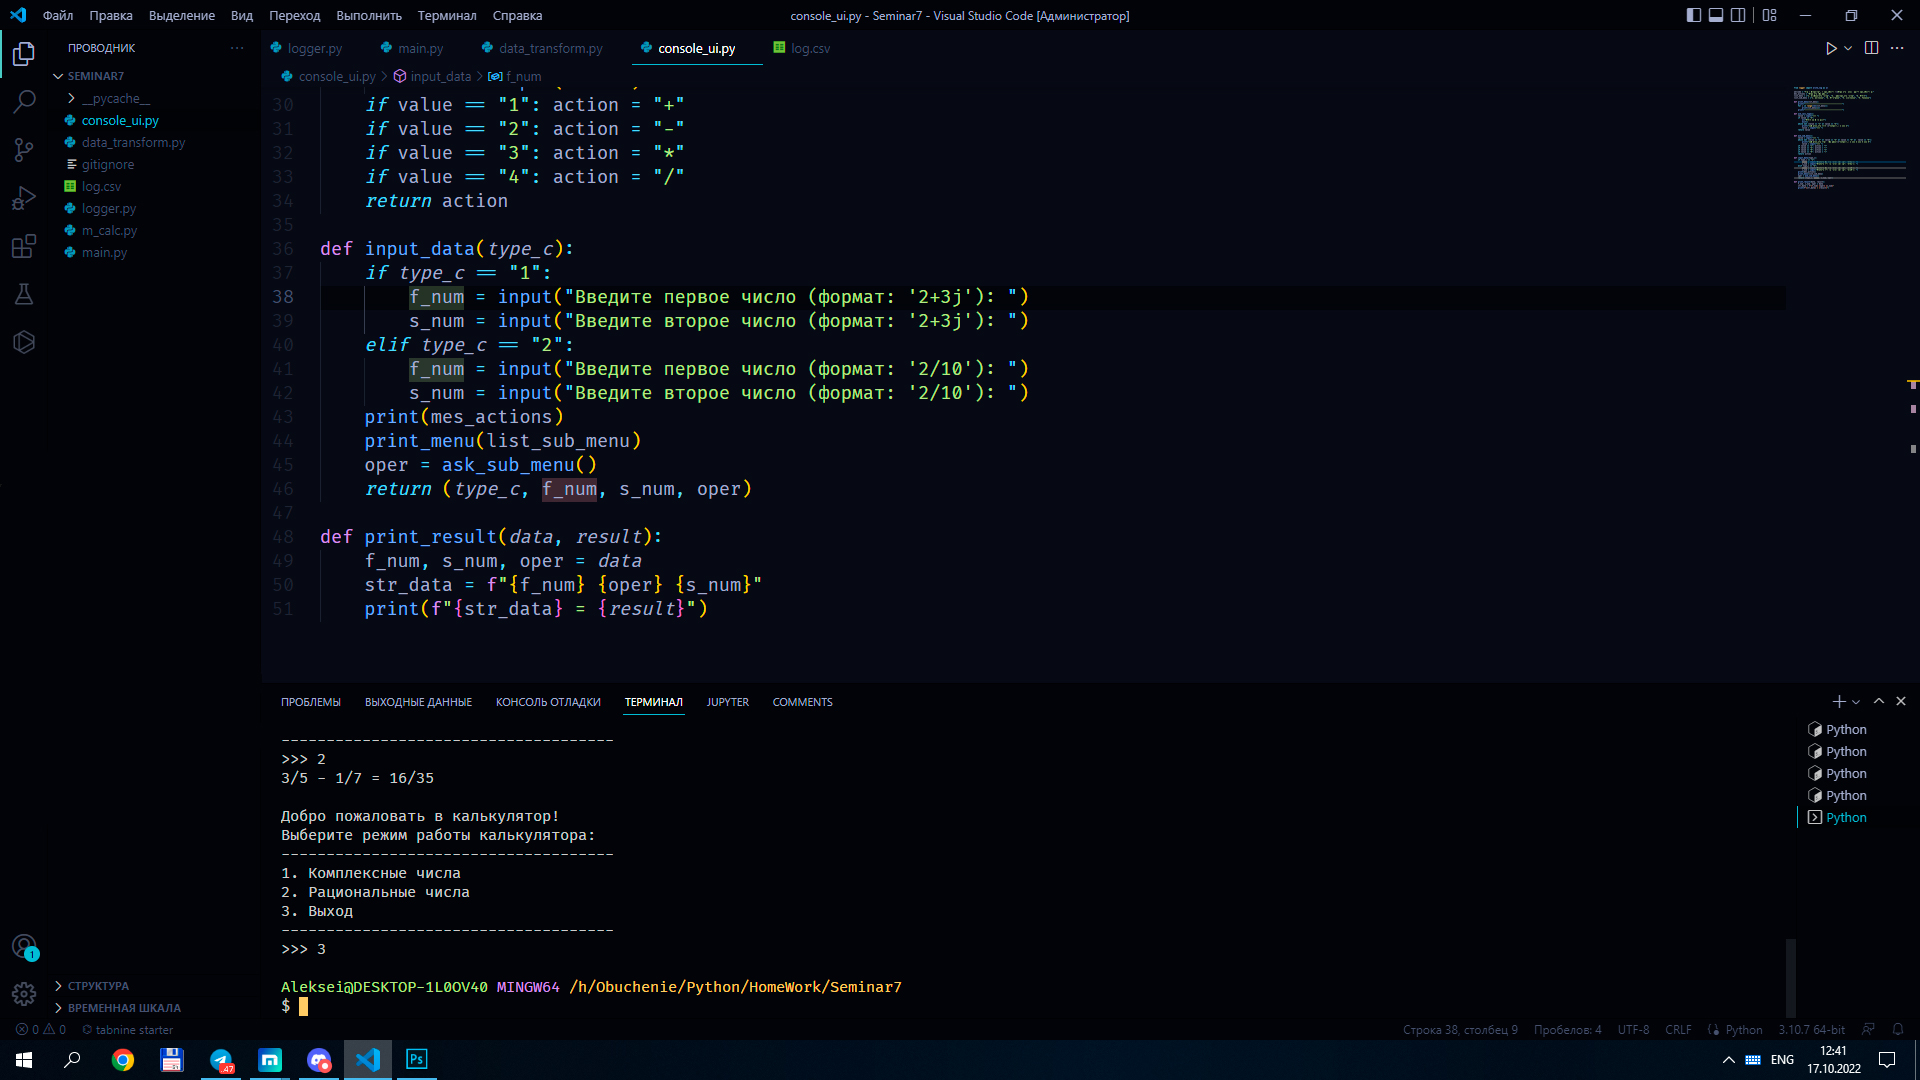 Файл Правка Выделение Вид Переход Выполнить Терминал Справка
console_ui.py - Seminar7 - Visual Studio Code [Администратор]
ПРОВОДНИК
logger.py
main.py
data_transform.py
console_ui.py
log.csv
SEMINAR7
__pycache__
console_ui.py
data_transform.py
gitignore
log.csv
logger.py
m_calc.py
main.py
console_ui.py > input_data > f_num
30 if value == "1": action = "+"
31 if value == "2": action = "-"
32 if value == "3": action = "*"
33 if value == "4": action = "/"
34 return action
35
36 def input_data(type_c):
37 if type_c == "1":
38 f_num = input("Введите первое число (формат: '2+3j'): ")
39 s_num = input("Введите второе число (формат: '2+3j'): ")
40 elif type_c == "2":
41 f_num = input("Введите первое число (формат: '2/10'): ")
42 s_num = input("Введите второе число (формат: '2/10'): ")
43 print(mes_actions)
44 print_menu(list_sub_menu)
45 oper = ask_sub_menu()
46 return (type_c, f_num, s_num, oper)
47
48 def print_result(data, result):
49 f_num, s_num, oper = data
50 str_data = f"{f_num} {oper} {s_num}"
51 print(f"{str_data} = {result}")
ПРОБЛЕМЫ ВЫХОДНЫЕ ДАННЫЕ КОНСОЛЬ ОТЛАДКИ ТЕРМИНАЛ JUPYTER COMMENTS
-------------------------------------
>>> 2
3/5 - 1/7 = 16/35
Добро пожаловать в калькулятор!
Выберите режим работы калькулятора:
-------------------------------------
1. Комплексные числа
2. Рациональные числа
3. Выход
-------------------------------------
>>> 3
Aleksei@DESKTOP-1L0OV40 MINGW64 /h/Obuchenie/Python/HomeWork/Seminar7
$
Python
Python
Python
Python
Python
1
СТРУКТУРА
ВРЕМЕННАЯ ШКАЛА
0 0 tabnine starter
Строка 38, столбец 9 Пробелов: 4 UTF-8 CRLF Python 3.10.7 64-bit
47
Ps
ENG
12:41
17.10.2022